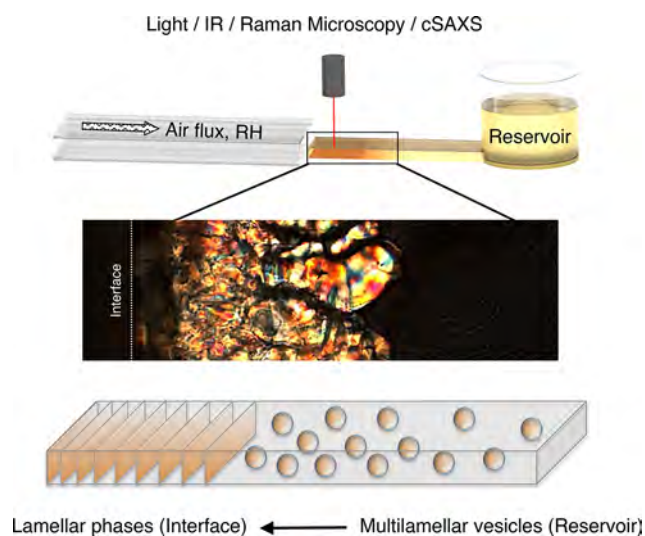 Light / IR / Raman Microscopy / cSAXS
Air flux, RH
Reservoir
Interface
Lamellar phases (Interface)
Multilamellar vesicles (Reservoir)